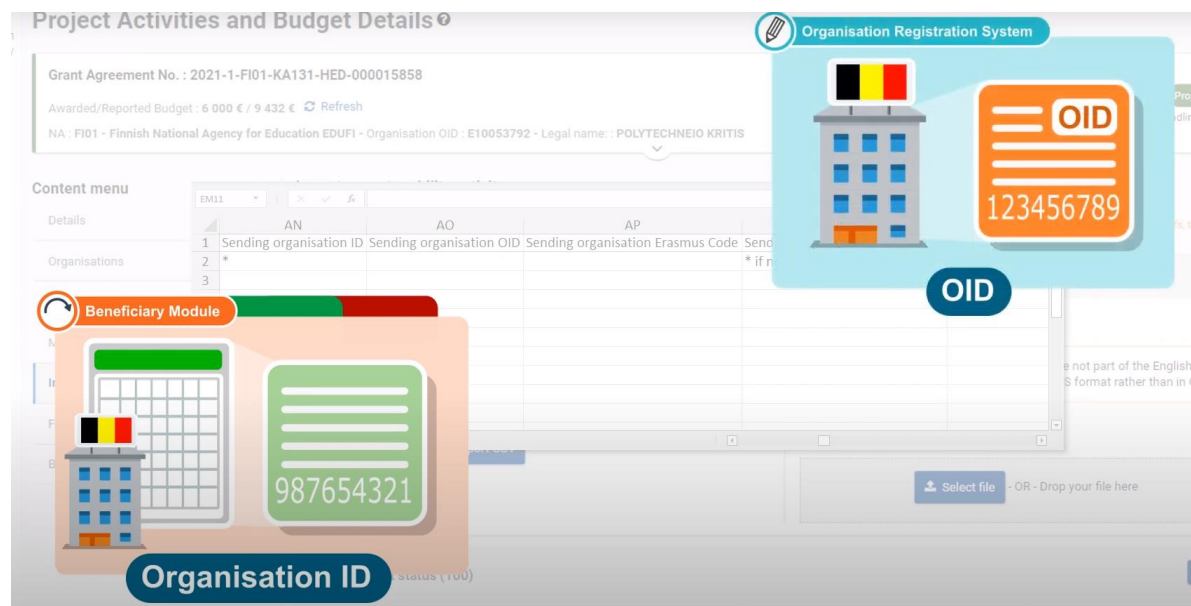 Project Activities and Budget Details
Organisation Registration System
Grant Agreement No. : 2021-1-FI01-KA131-HED-000015858
Awarded/Reported Budget : 6 000 € / 9 432 € Refresh
NA : FI01 - Finnish National Agency for Education EDUFI - Organisation OID : E10053792 - Legal name: : POLYTECHNEIO KRITIS
OID
123456789
OID
Content menu
Details
Organisations
EM11
fx
AN AO AP
1 Sending organisation ID Sending organisation OID Sending organisation Erasmus Code Send
2 * * if n
3
Beneficiary Module
e not part of the English
S format rather than in
987654321
Select file - OR - Drop your file here
Organisation ID
status (100)